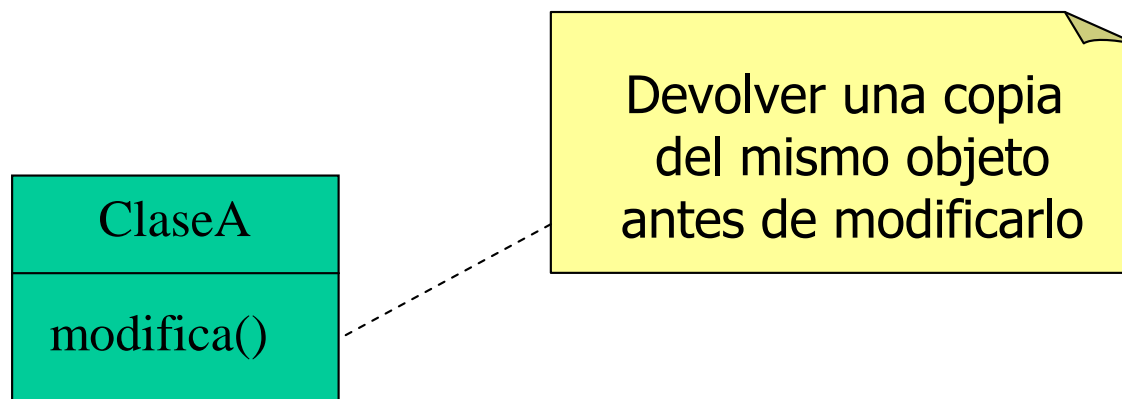 Devolver una copia
del mismo objeto
antes de modificarlo
ClaseA
modifica()